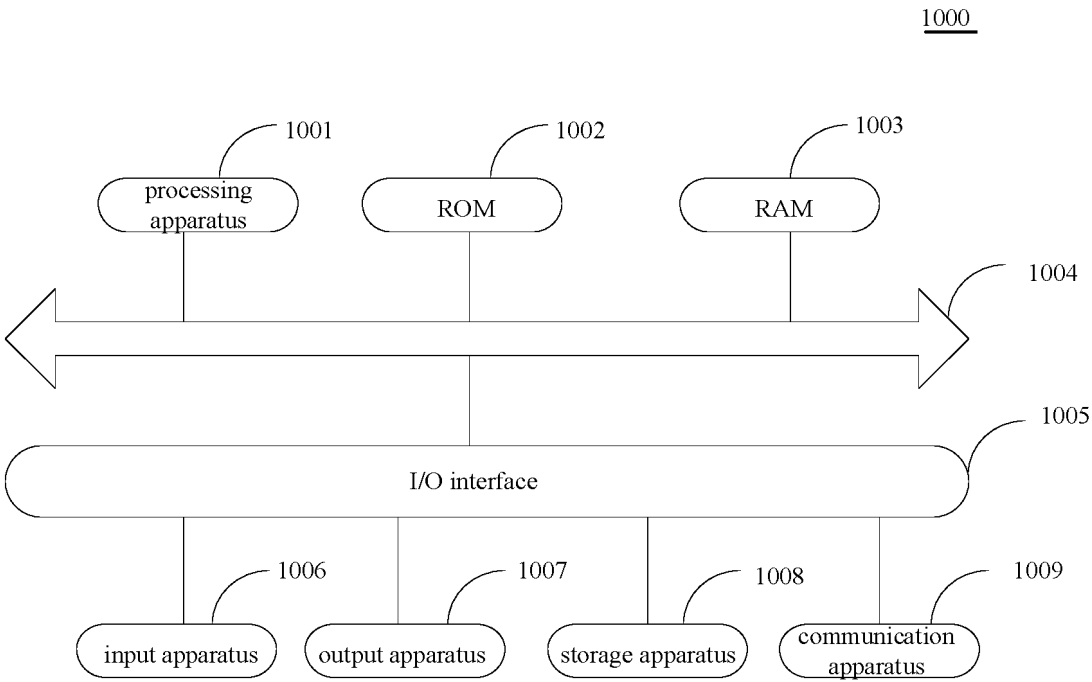 1000
1001
1002
1003
processing
apparatus
ROM
RAM
1004
1005
I/O interface
1006
1007
1008
1009
input apparatus
output apparatus
storage apparatus
communication
apparatus